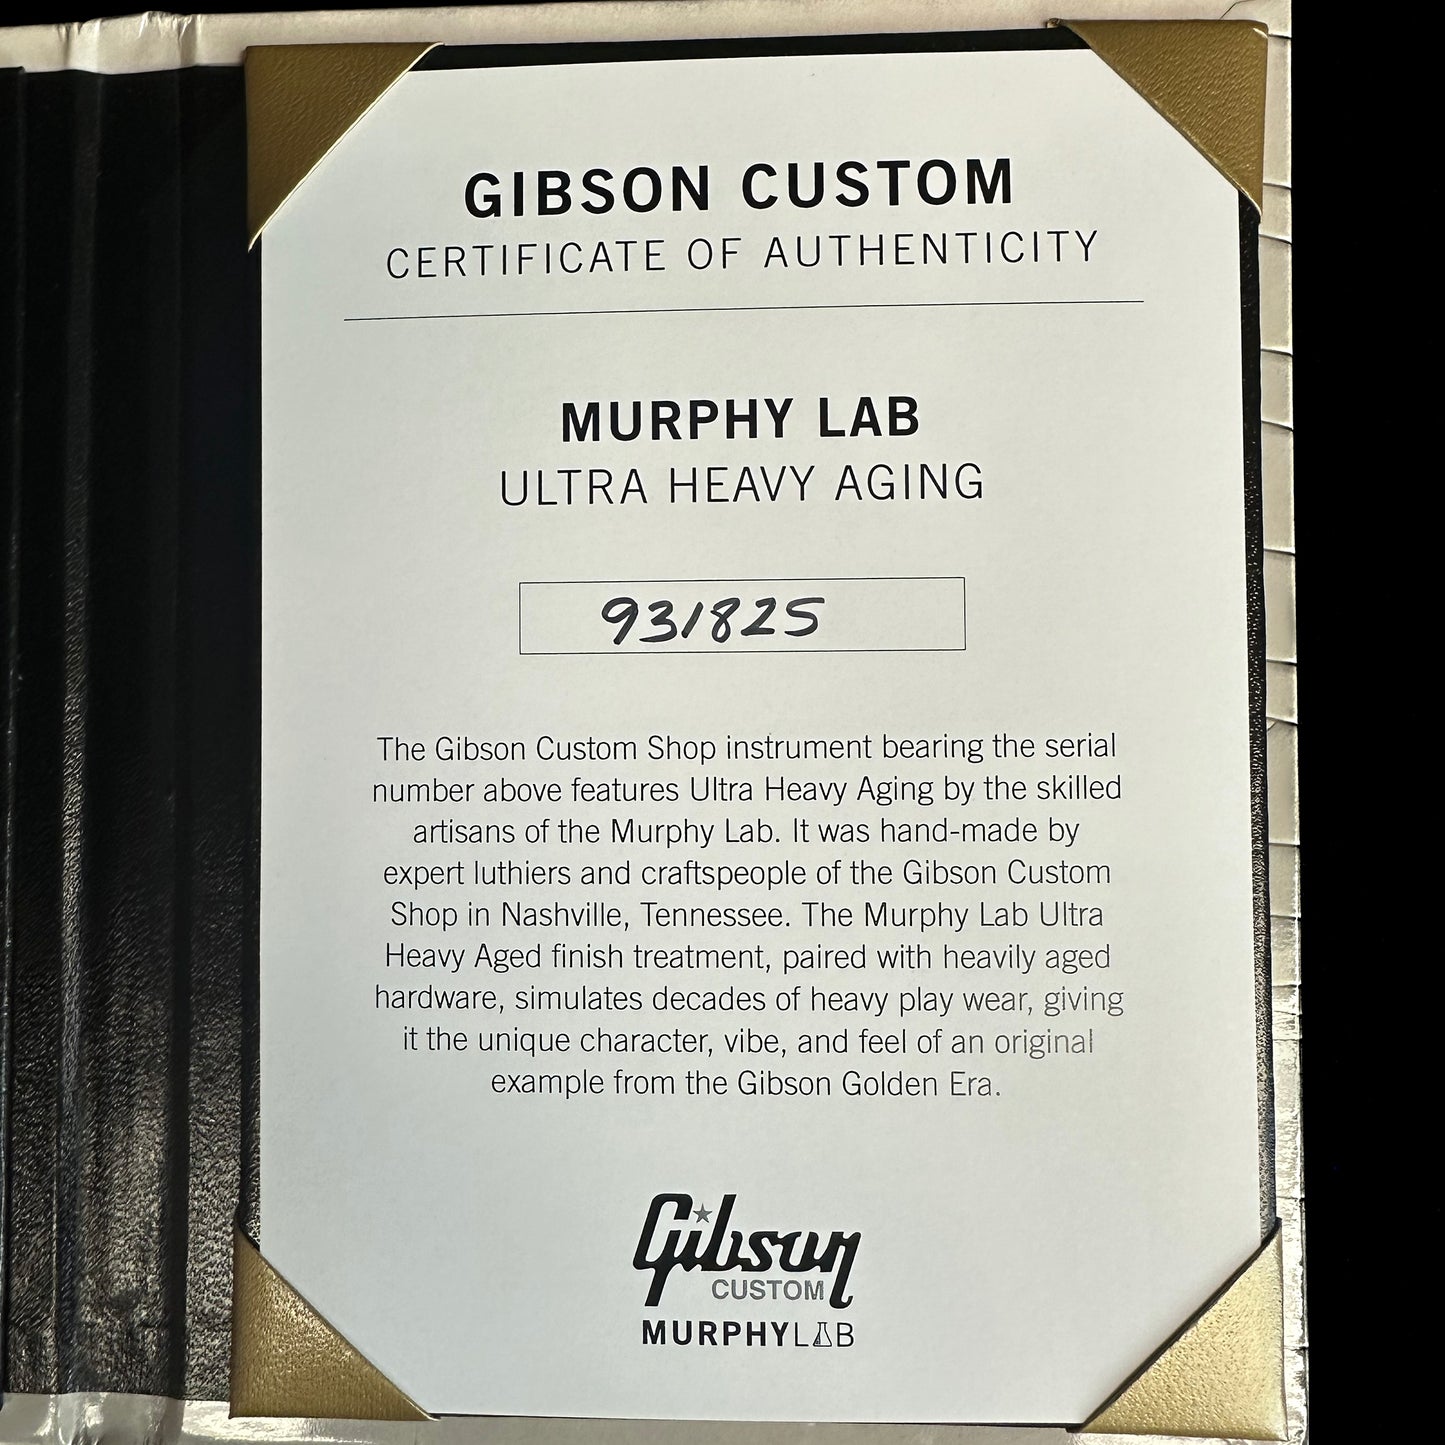 GIBSON CUSTOM
CERTIFICATE OF AUTHENTICITY
MURPHY LAB
ULTRA HEAVY AGING
931825
The Gibson Custom Shop instrument bearing the serial
number above features Ultra Heavy Aging by the skilled
artisans of the Murphy Lab. It was hand-made by
expert luthiers and craftspeople of the Gibson Custom
Shop in Nashville, Tennessee. The Murphy Lab Ultra
Heavy Aged finish treatment, paired with heavily aged
hardware, simulates decades of heavy play wear, giving
it the unique character, vibe, and feel of an original
example from the Gibson Golden Era.
Gibson
CUSTOM
MURPHYLAB